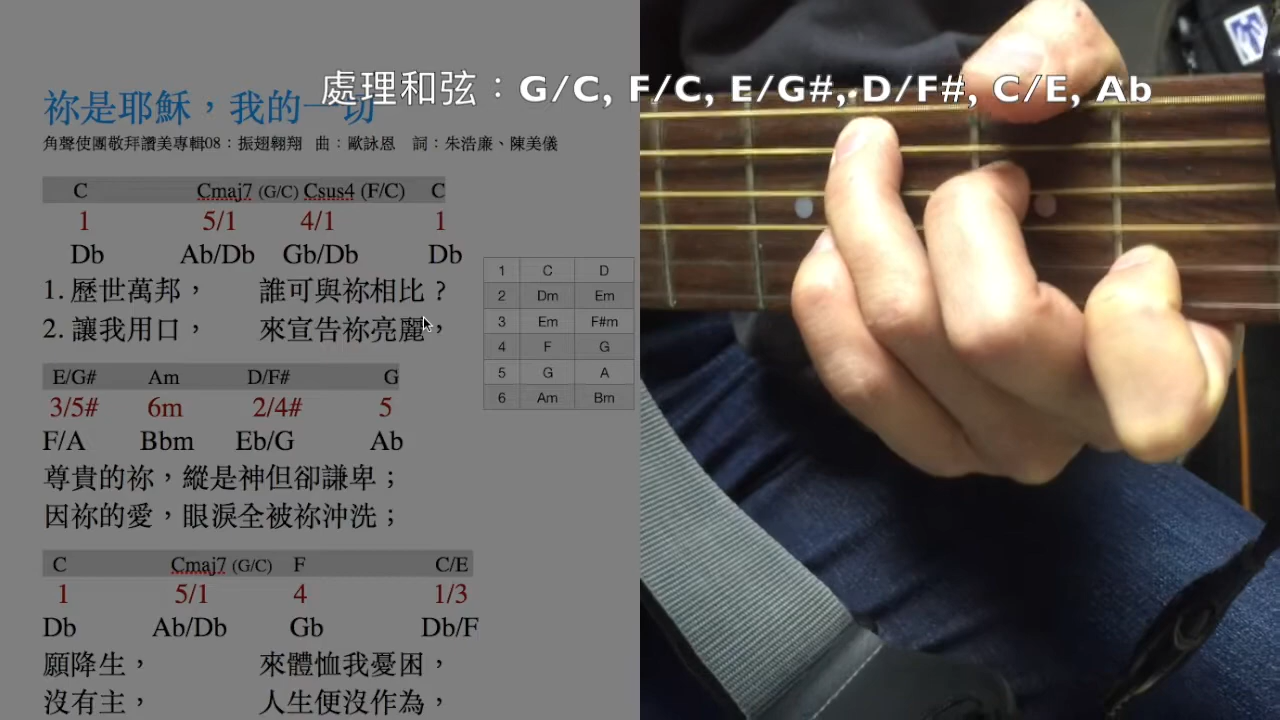 處理和弦：G/C, F/C, E/G#, D/F#, C/E, Ab
祢是耶穌，我的一切
角聲使團敬拜讚美專輯08：振翅翱翔 曲：歐詠恩 詞：朱浩廉、陳美儀
C Cmaj7 (G/C) Csus4 (F/C) C
1 5/1 4/1 1
Db Ab/Db Gb/Db Db
1. 歷世萬邦， 誰可與祢相比？
2. 讓我用口， 來宣告祢亮麗，
E/G# Am D/F# G
3/5# 6m 2/4# 5
F/A Bbm Eb/G Ab
尊貴的祢，縱是神但卻謙卑；
因祢的愛，眼淚全被祢沖洗；
C Cmaj7 (G/C) F C/E
1 5/1 4 1/3
Db Ab/Db Gb Db/F
願降生， 來體恤我憂困，
沒有主， 人生便沒作為，
1 C D
2 Dm Em
3 Em F#m
4 F G
5 G A
6 Am Bm